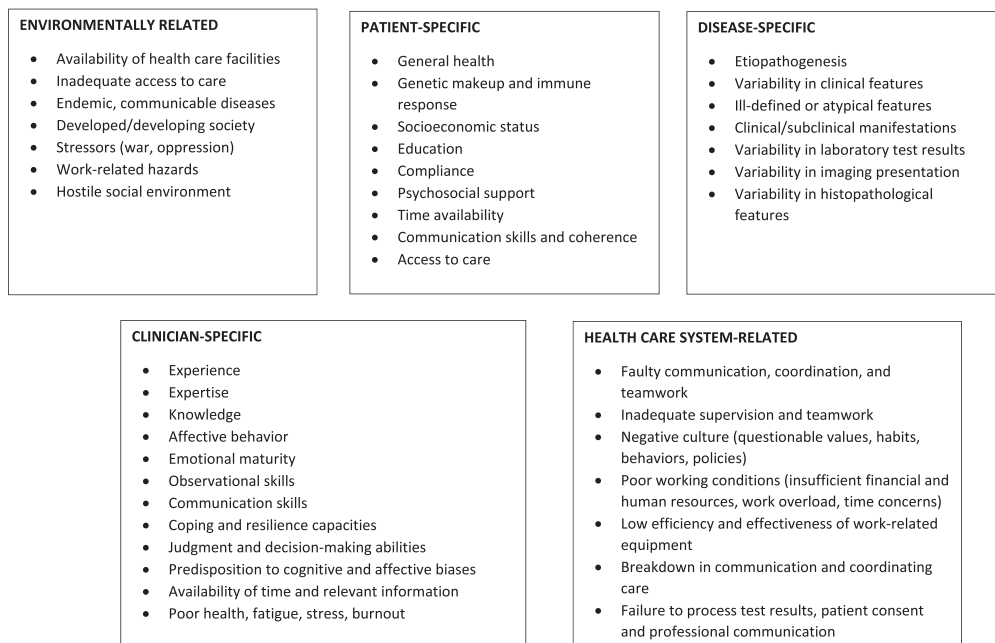 ENVIRONMENTALLY RELATED
• Availability of health care facilities
• Inadequate access to care
• Endemic, communicable diseases
• Developed/developing society
• Stressors (war, oppression)
• Work-related hazards
• Hostile social environment
PATIENT-SPECIFIC
• General health
• Genetic makeup and immune
response
• Socioeconomic status
• Education
• Compliance
• Psychosocial support
• Time availability
• Communication skills and coherence
• Access to care
DISEASE-SPECIFIC
• Etiopathogenesis
• Variability in clinical features
• Ill-defined or atypical features
• Clinical/subclinical manifestations
• Variability in laboratory test results
• Variability in imaging presentation
• Variability in histopathological
features
CLINICIAN-SPECIFIC
• Experience
• Expertise
• Knowledge
• Affective behavior
• Emotional maturity
• Observational skills
• Communication skills
• Coping and resilience capacities
• Judgment and decision-making abilities
• Predisposition to cognitive and affective biases
• Availability of time and relevant information
• Poor health, fatigue, stress, burnout
HEALTH CARE SYSTEM-RELATED
• Faulty communication, coordination, and
teamwork
• Inadequate supervision and teamwork
• Negative culture (questionable values, habits,
behaviors, policies)
• Poor working conditions (insufficient financial and
human resources, work overload, time concerns)
• Low efficiency and effectiveness of work-related
equipment
• Breakdown in communication and coordinating
care
• Failure to process test results, patient consent
and professional communication